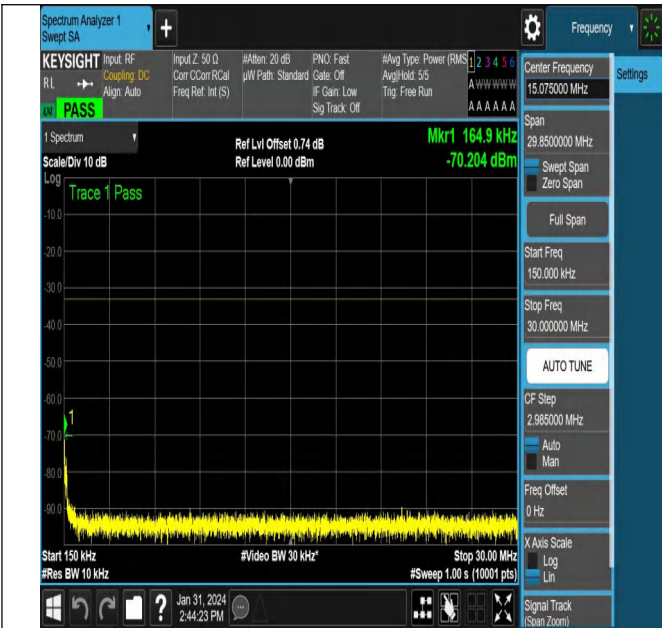 Spectrum Analyzer 1
Swept SA
Frequency
KEYSIGHT
RL
PASS
Input: RF
Coupling: DC
Align: Auto
Input Z: 50 Ω
Corr CCorr RCal
Freq Ref: Int (S)
#Atten: 20 dB
µW Path: Standard
PNO: Fast
Gate: Off
IF Gain: Low
Sig Track: Off
#Avg Type: Power (RMS
Avg|Hold: 5/5
Trig: Free Run
1 2 3 4 5 6
A W W W W W
A A A A A A
1 Spectrum
Scale/Div 10 dB
Ref Lvl Offset 0.74 dB
Ref Level 0.00 dBm
Mkr1 164.9 kHz
-70.204 dBm
Log
Trace 1 Pass
-10.0
-20.0
-30.0
-40.0
-50.0
-60.0
1
-70.0
-80.0
-90.0
Start 150 kHz
#Res BW 10 kHz
#Video BW 30 kHz*
Stop 30.00 MHz
#Sweep 1.00 s (10001 pts)
Jan 31, 2024
2:44:23 PM
Center Frequency
15.075000 MHz
Settings
Span
29.8500000 MHz
Swept Span
Zero Span
Full Span
Start Freq
150.000 kHz
Stop Freq
30.000000 MHz
AUTO TUNE
CF Step
2.985000 MHz
Auto
Man
Freq Offset
0 Hz
X Axis Scale
Log
Lin
Signal Track
(Span Zoom)